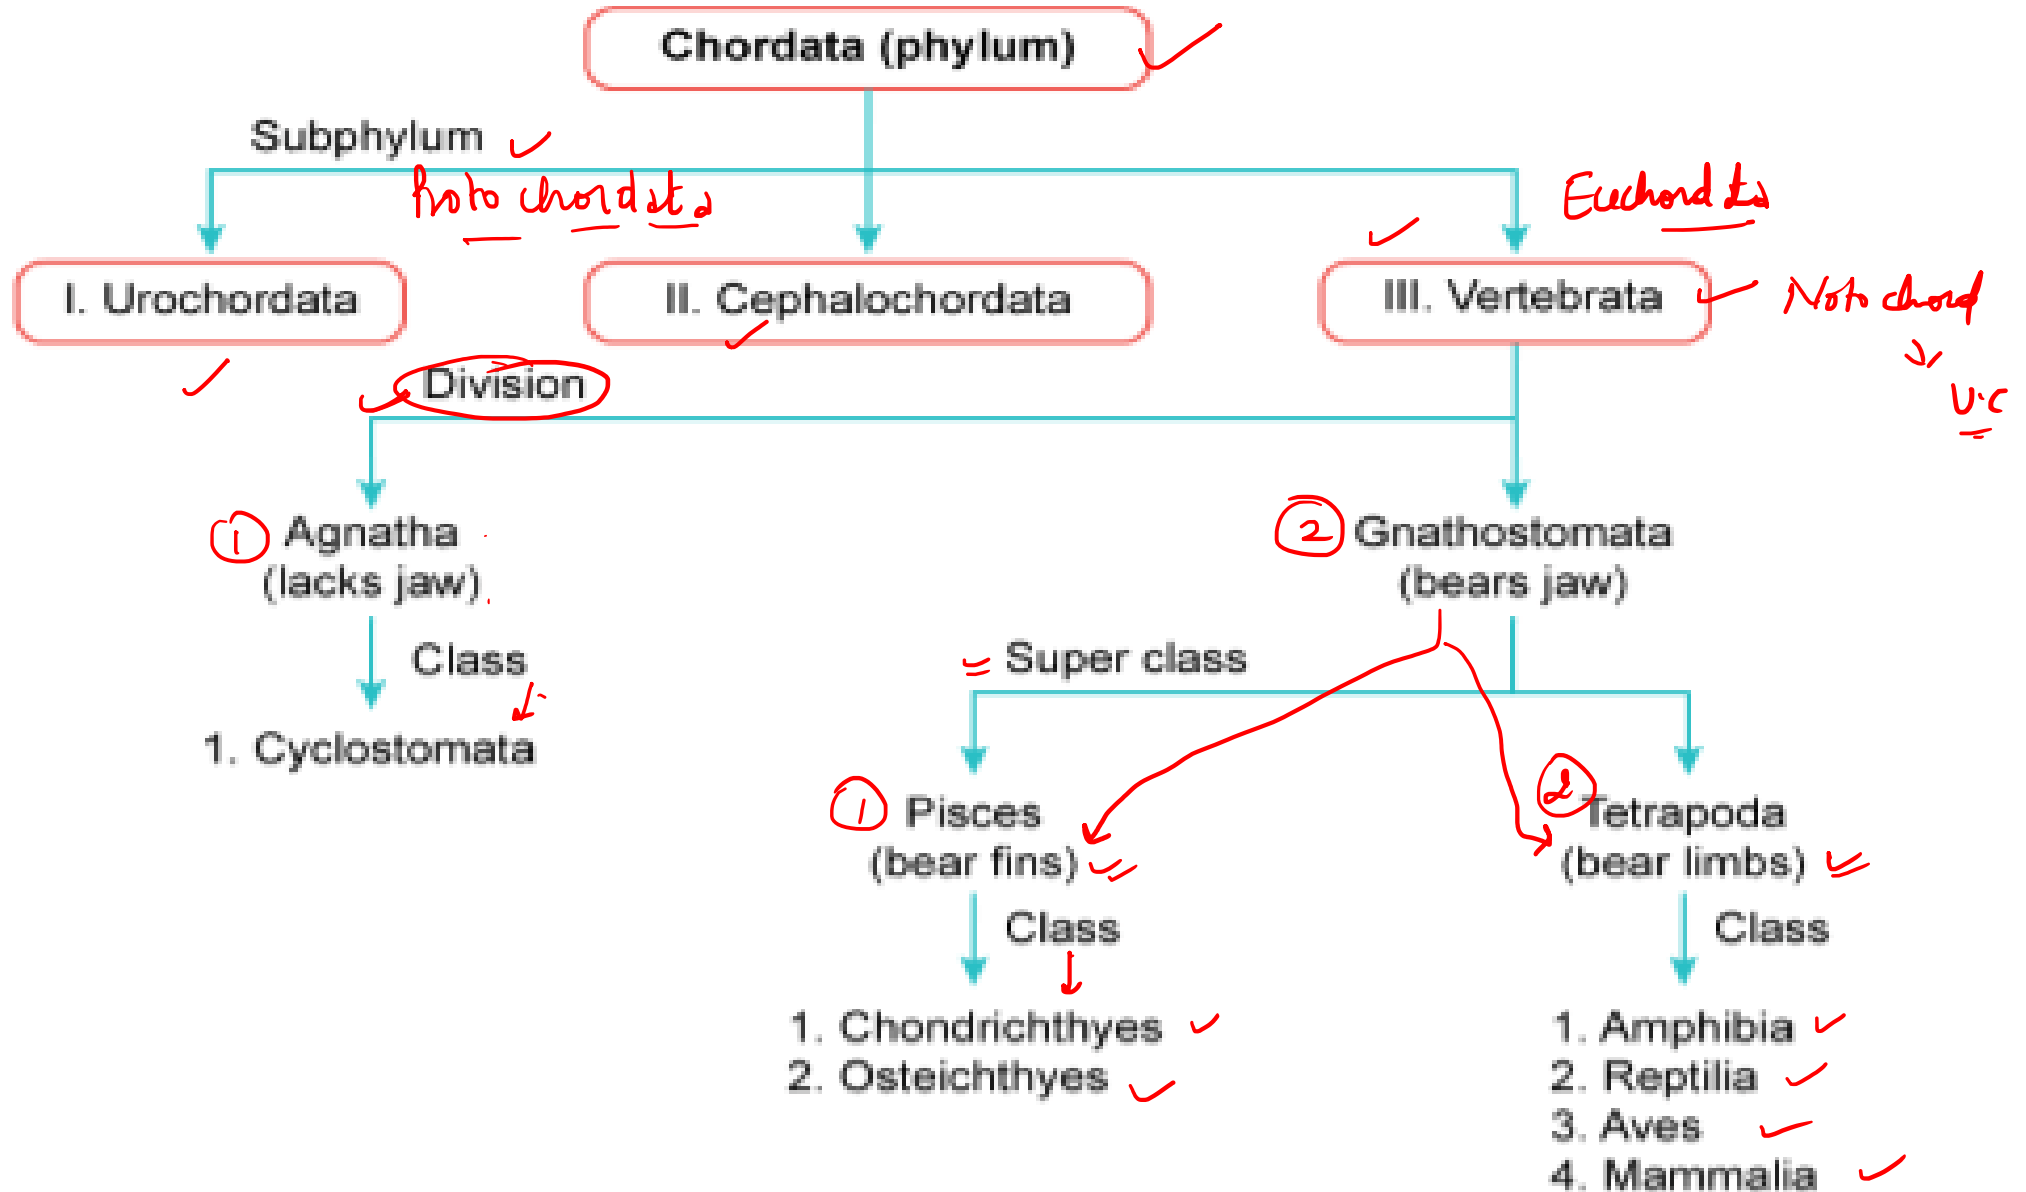 Chordata (phylum)
Subphylum
Proto chordata
Euchordata
I. Urochordata
II. Cephalochordata
III. Vertebrata
Notochord
V.C
Division
1 Agnatha
(lacks jaw)
2 Gnathostomata
(bears jaw)
Class
Super class
1. Cyclostomata
1 Pisces
(bear fins)
2 Tetrapoda
(bear limbs)
Class
Class
1. Chondrichthyes
2. Osteichthyes
1. Amphibia
2. Reptilia
3. Aves
4. Mammalia